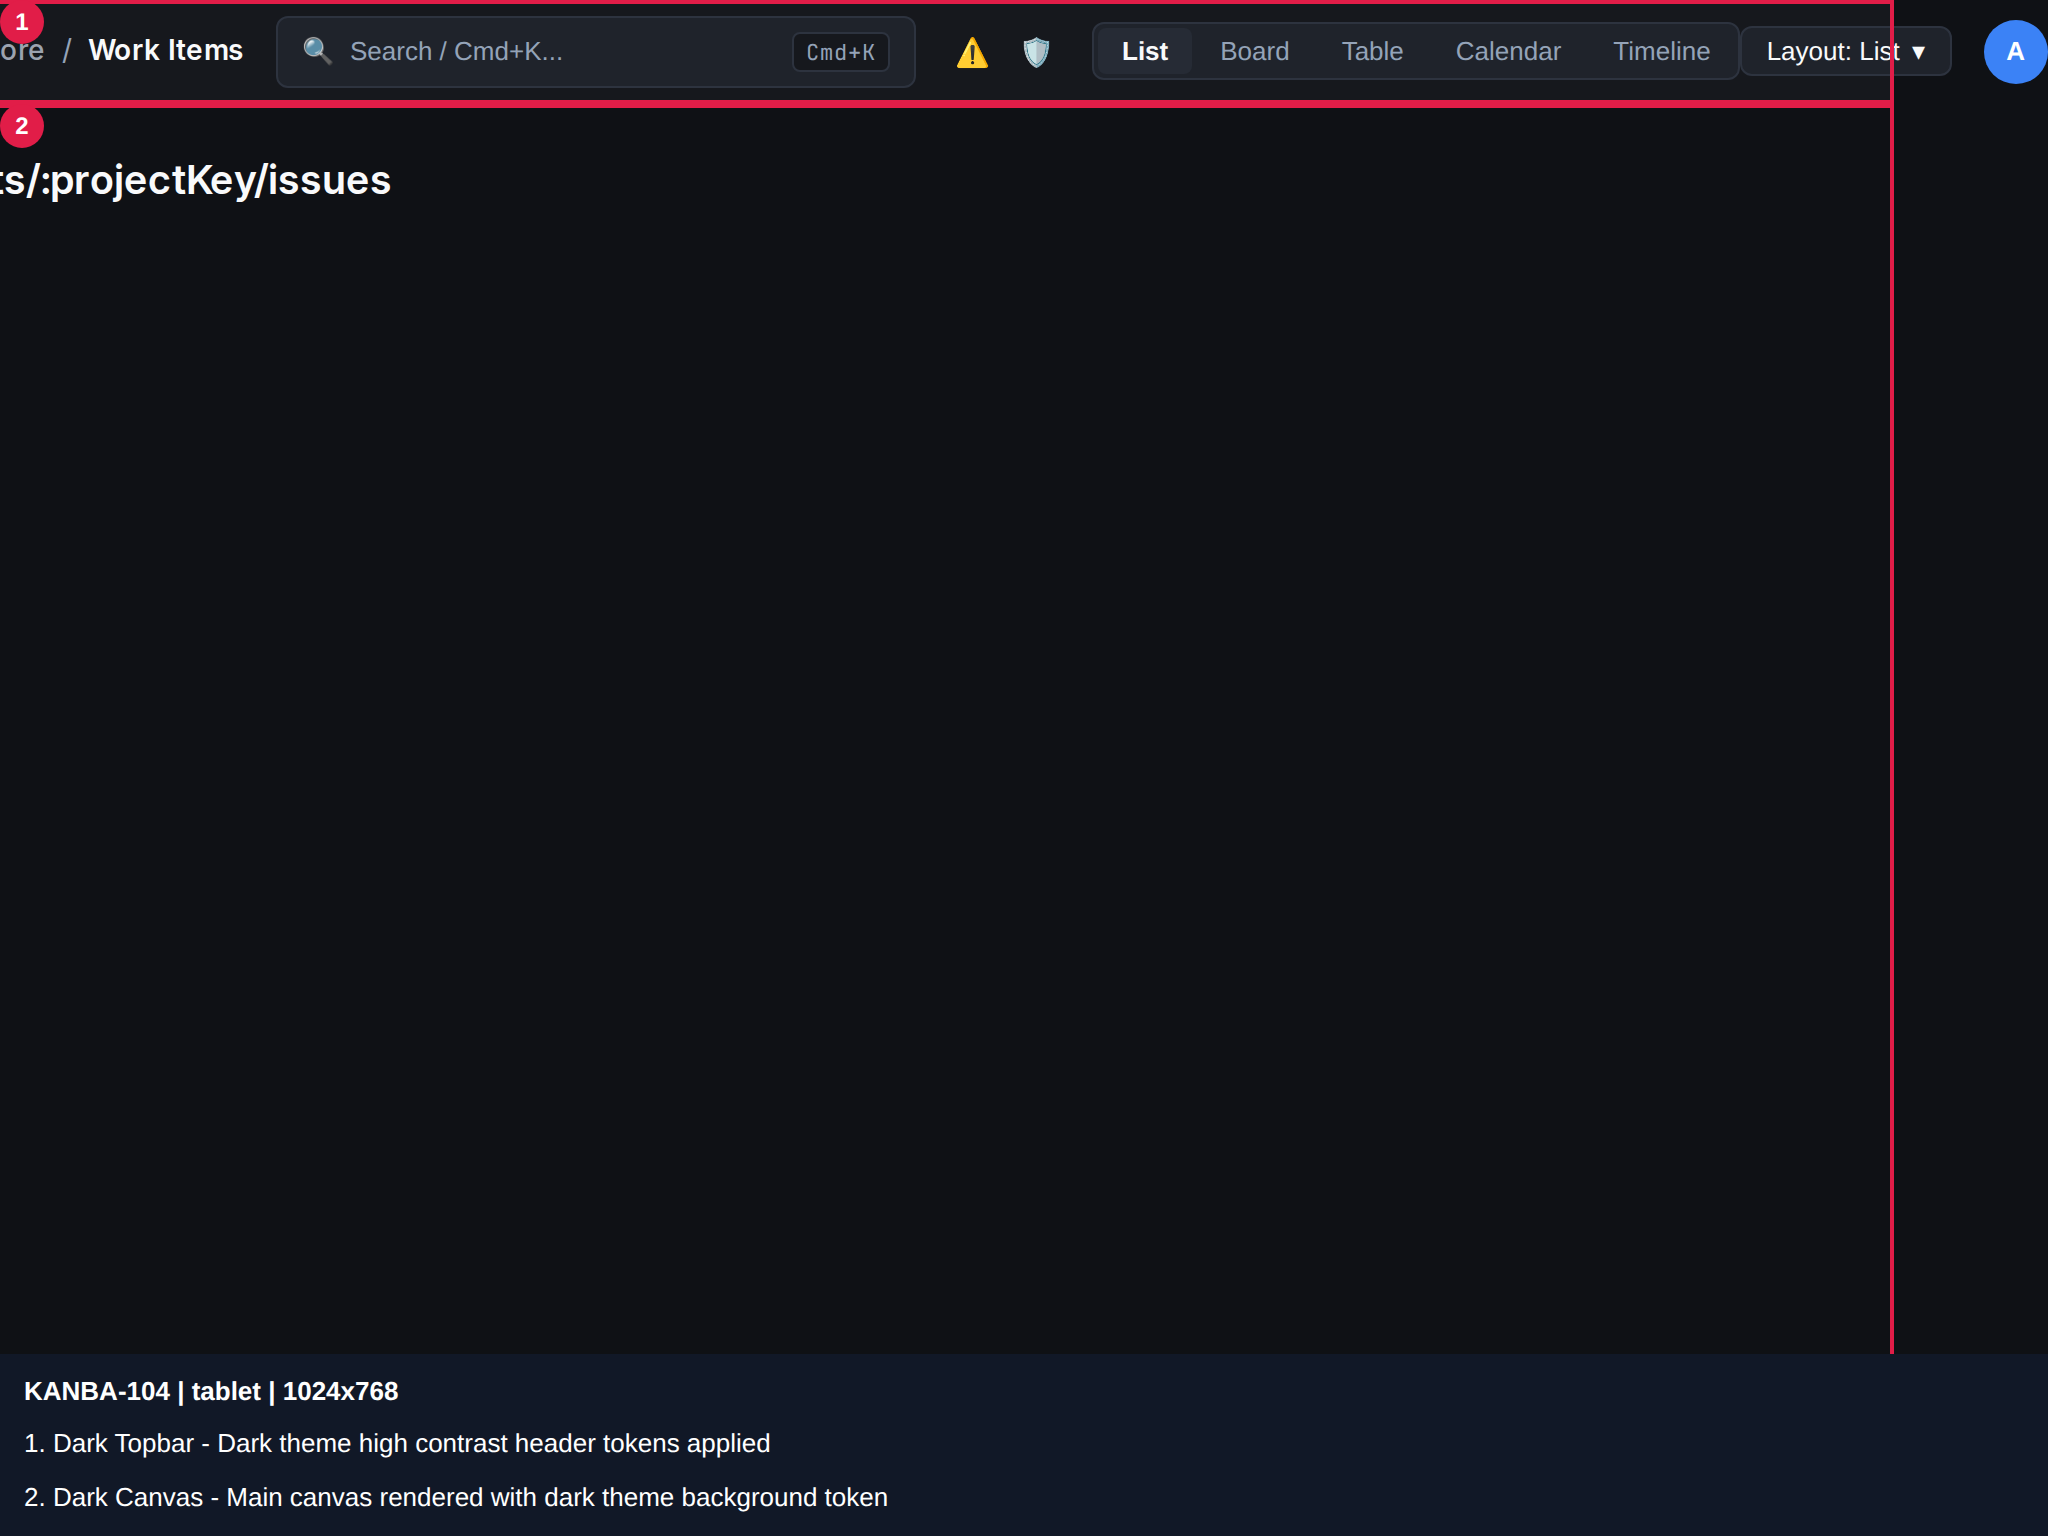 1
ore / Work Items
🔍 Search / Cmd+K... Cmd+K
⚠️ 🛡️
List Board Table Calendar Timeline
Layout: List ▼
A
2
ts/:projectKey/issues
KANBA-104 | tablet | 1024x768
1. Dark Topbar - Dark theme high contrast header tokens applied
2. Dark Canvas - Main canvas rendered with dark theme background token